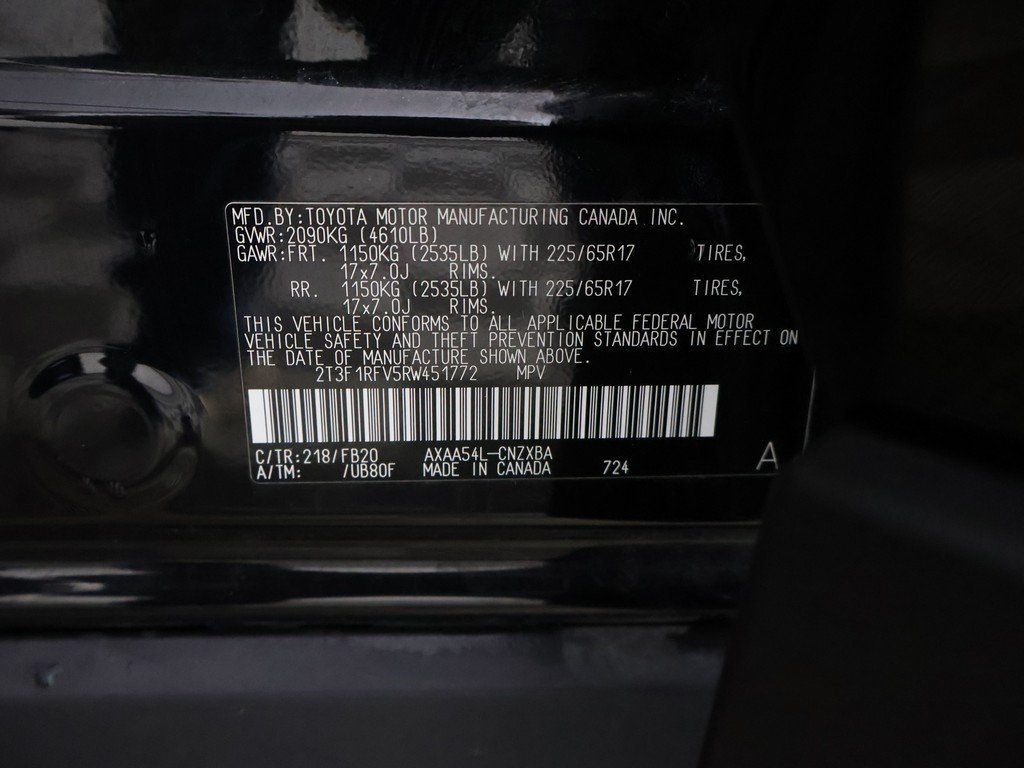 MFD.BY:TOYOTA MOTOR MANUFACTURING CANADA INC.
GVWR:2090KG (4610LB)
GAWR:FRT. 1150KG (2535LB) WITH 225/65R17 TIRES,
17x7.0J RIMS.
RR. 1150KG (2535LB) WITH 225/65R17 TIRES,
17x7.0J RIMS.
THIS VEHICLE CONFORMS TO ALL APPLICABLE FEDERAL MOTOR
VEHICLE SAFETY AND THEFT PREVENTION STANDARDS IN EFFECT ON
THE DATE OF MANUFACTURE SHOWN ABOVE.
2T3F1RFV5RW451772 MPV
C/TR:218/FB20 AXAA54L-CNZXBA
A/TM: /UB80F MADE IN CANADA 724 A